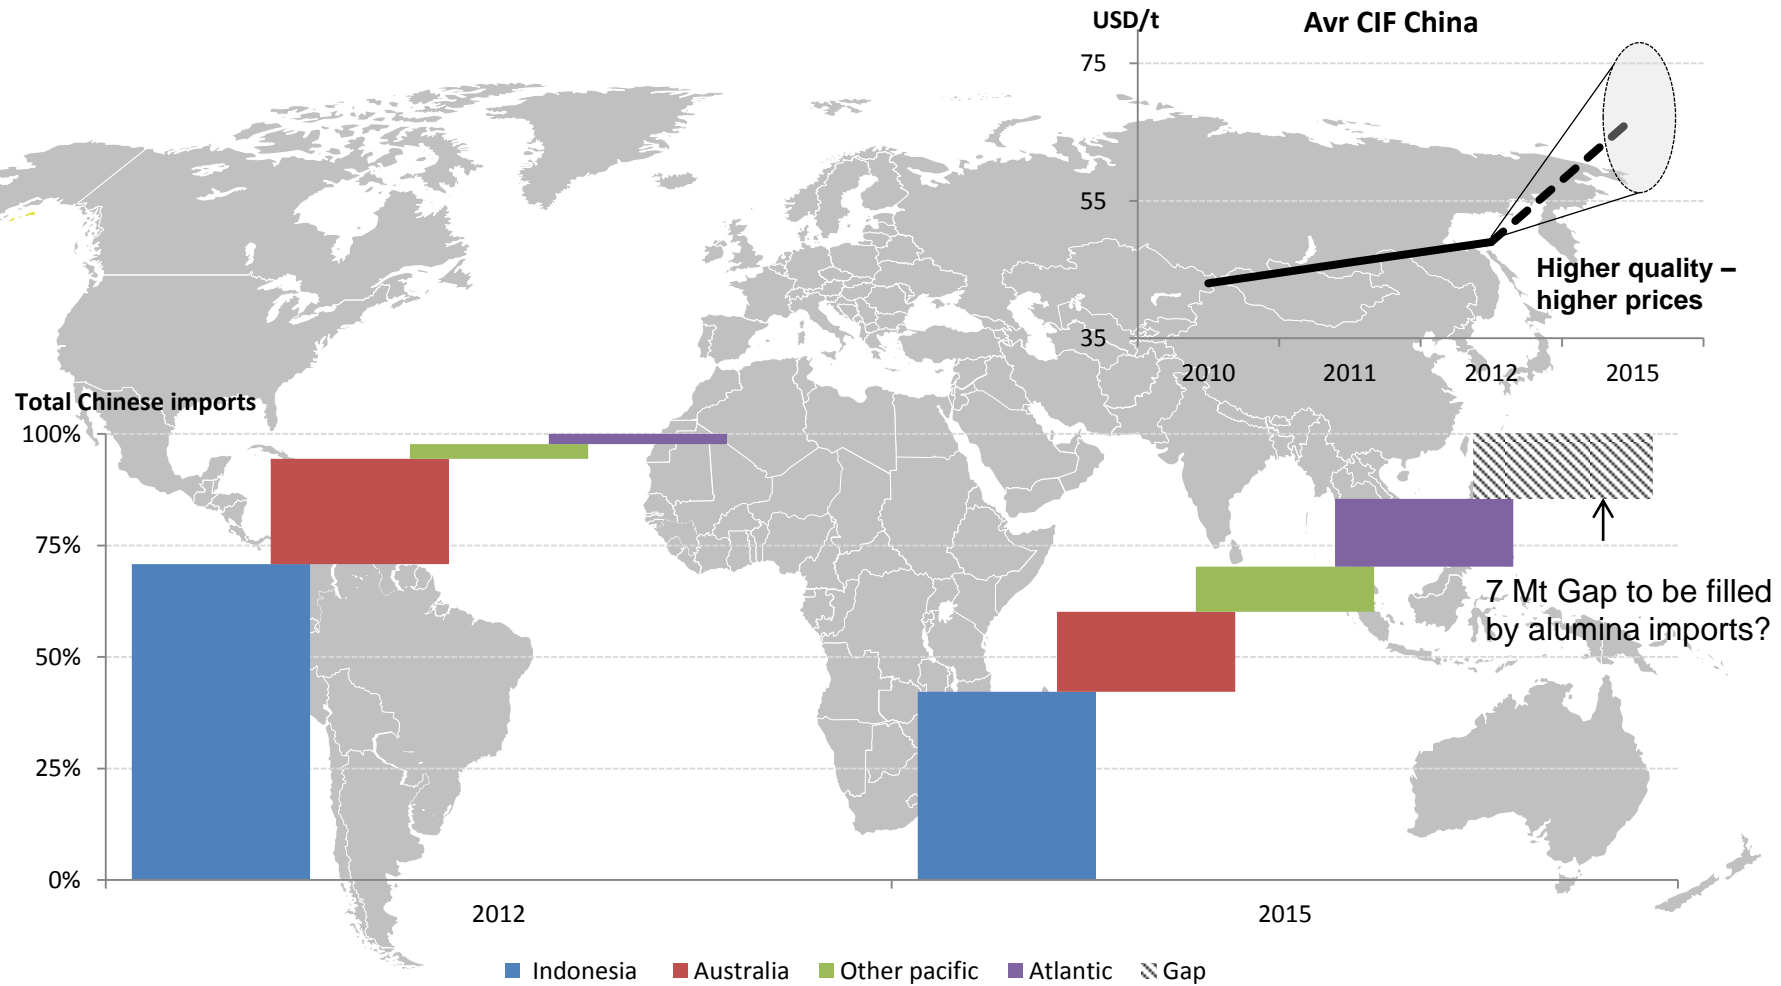 USD/t
Avr CIF China
75
55
35
2010 2011 2012 2015
Higher quality –
higher prices
Total Chinese imports
100%
75%
50%
25%
0%
7 Mt Gap to be filled
by alumina imports?
2012 2015
Indonesia Australia Other pacific Atlantic Gap